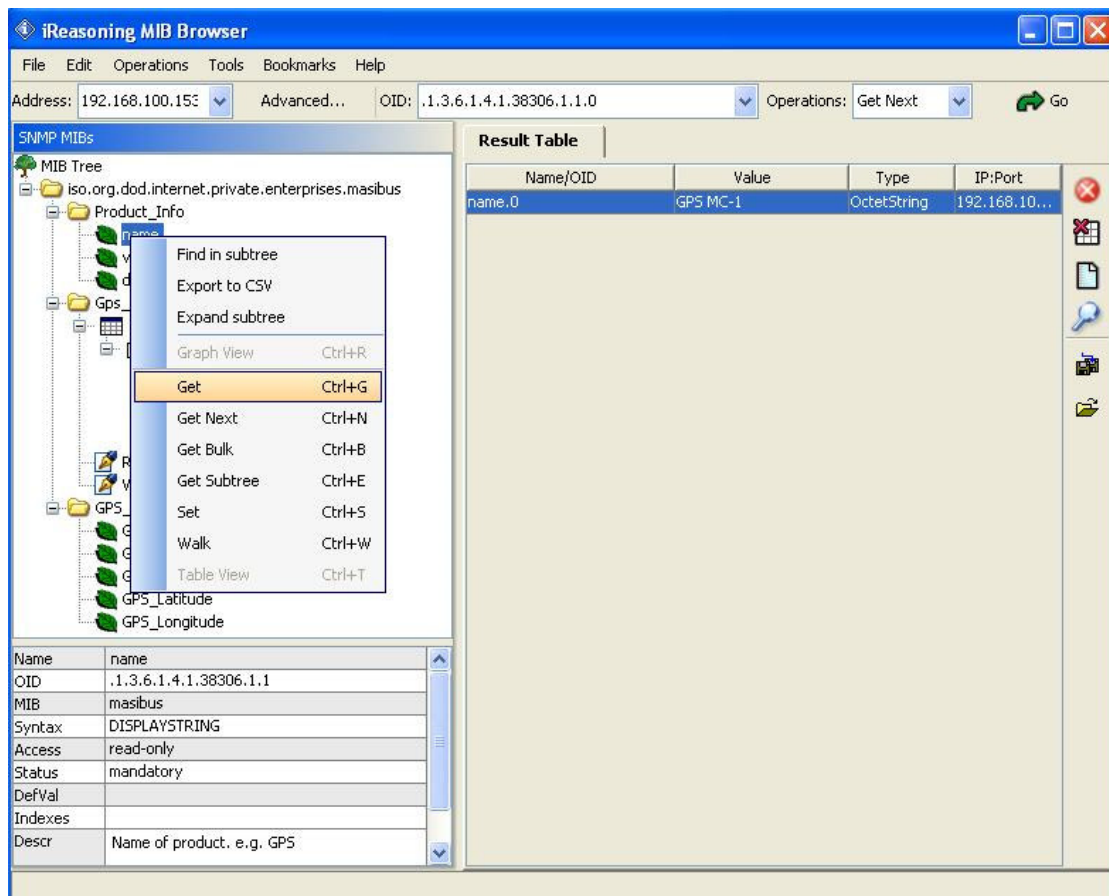 iReasoning MIB Browser
File Edit Operations Tools Bookmarks Help
Address: 192.168.100.153 Advanced... OID: .1.3.6.1.4.1.38306.1.1.0 Operations: Get Next Go
SNMP MIBs
MIB Tree
iso.org.dod.internet.private.enterprises.masibus
Product_Info
name
v
d
Gps_
R
V
GPS_
G
G
G
GPS_Latitude
GPS_Longitude
Find in subtree
Export to CSV
Expand subtree
Graph View Ctrl+R
Get Ctrl+G
Get Next Ctrl+N
Get Bulk Ctrl+B
Get Subtree Ctrl+E
Set Ctrl+S
Walk Ctrl+W
Table View Ctrl+T
Name name
OID .1.3.6.1.4.1.38306.1.1
MIB masibus
Syntax DISPLAYSTRING
Access read-only
Status mandatory
DefVal
Indexes
Descr Name of product. e.g. GPS
Result Table
Name/OID Value Type IP:Port
name.0 GPS MC-1 OctetString 192.168.10...